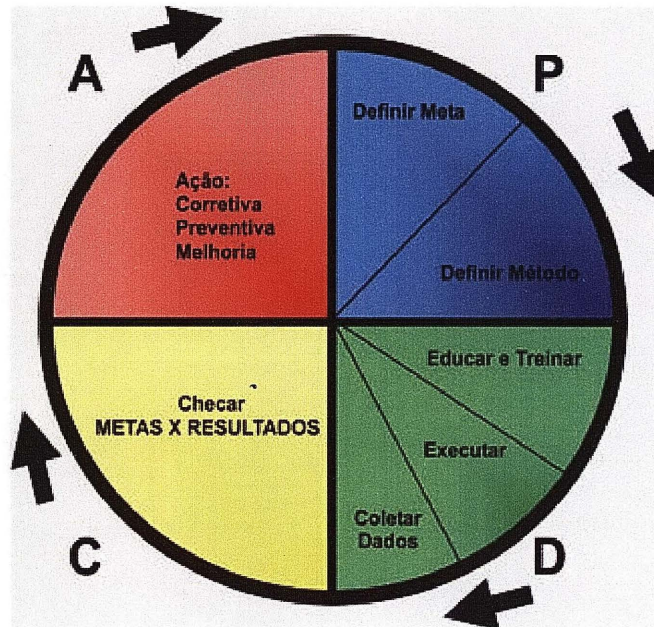 A
P
Definir Meta
Ação:
Corretiva
Preventiva
Melhoria
Definir Método
Educar e Treinar
Checar
METAS X RESULTADOS
Executar
Coletar
Dados
C
D